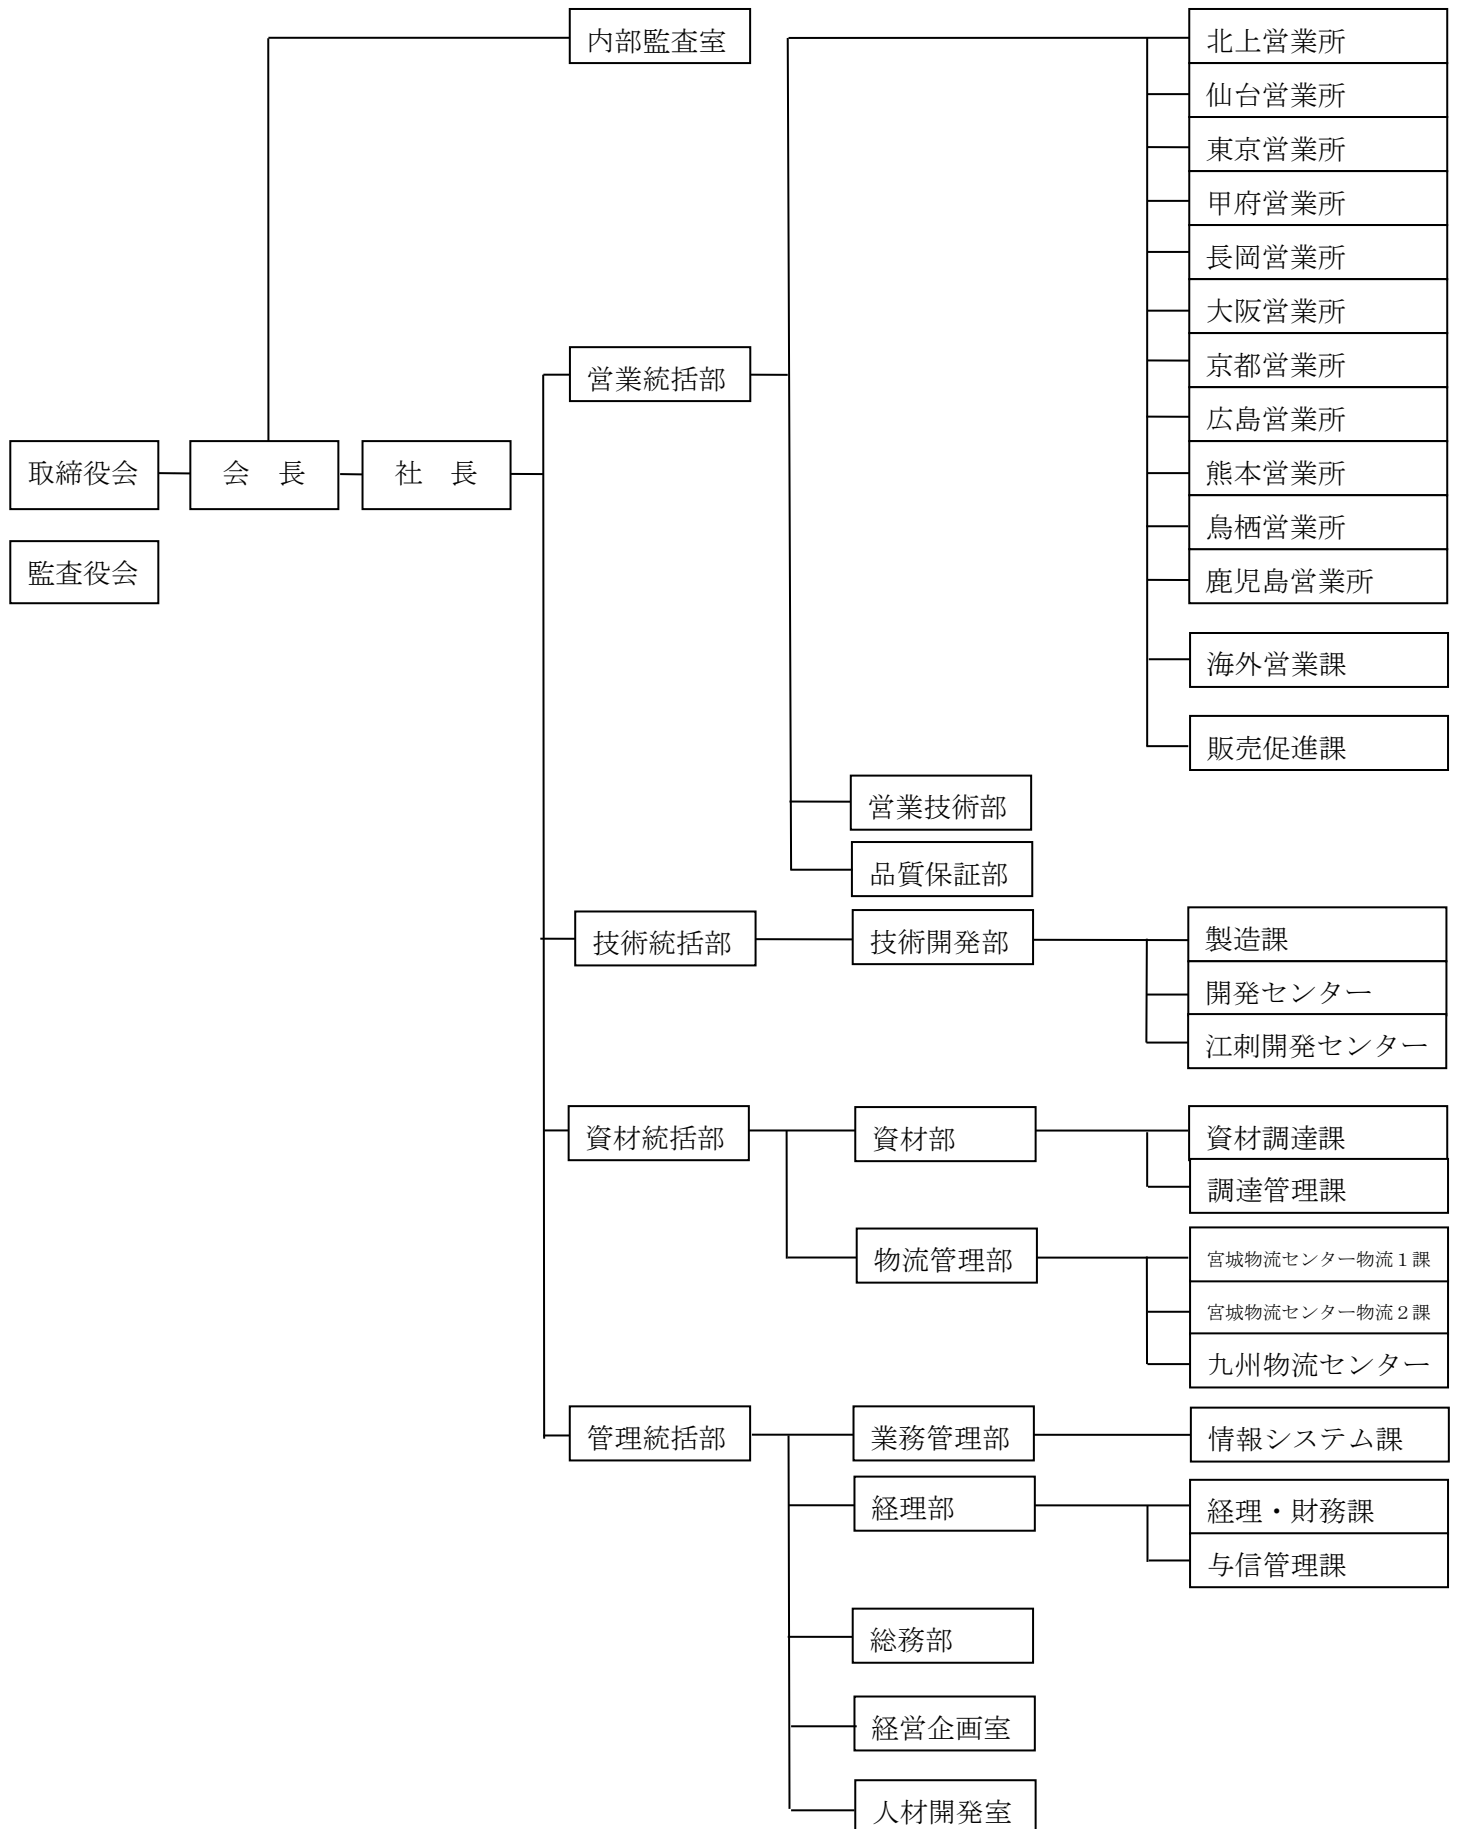 内部監査室
北上営業所
仙台営業所
東京営業所
甲府営業所
長岡営業所
大阪営業所
京都営業所
広島営業所
熊本営業所
鳥栖営業所
鹿児島営業所
海外営業課
販売促進課
営業統括部
取締役会
会　長
社　長
監査役会
営業技術部
品質保証部
技術統括部
技術開発部
製造課
開発センター
江刺開発センター
資材統括部
資材部
資材調達課
調達管理課
物流管理部
宮城物流センター物流１課
宮城物流センター物流２課
九州物流センター
管理統括部
業務管理部
情報システム課
経理部
経理・財務課
与信管理課
総務部
経営企画室
人材開発室